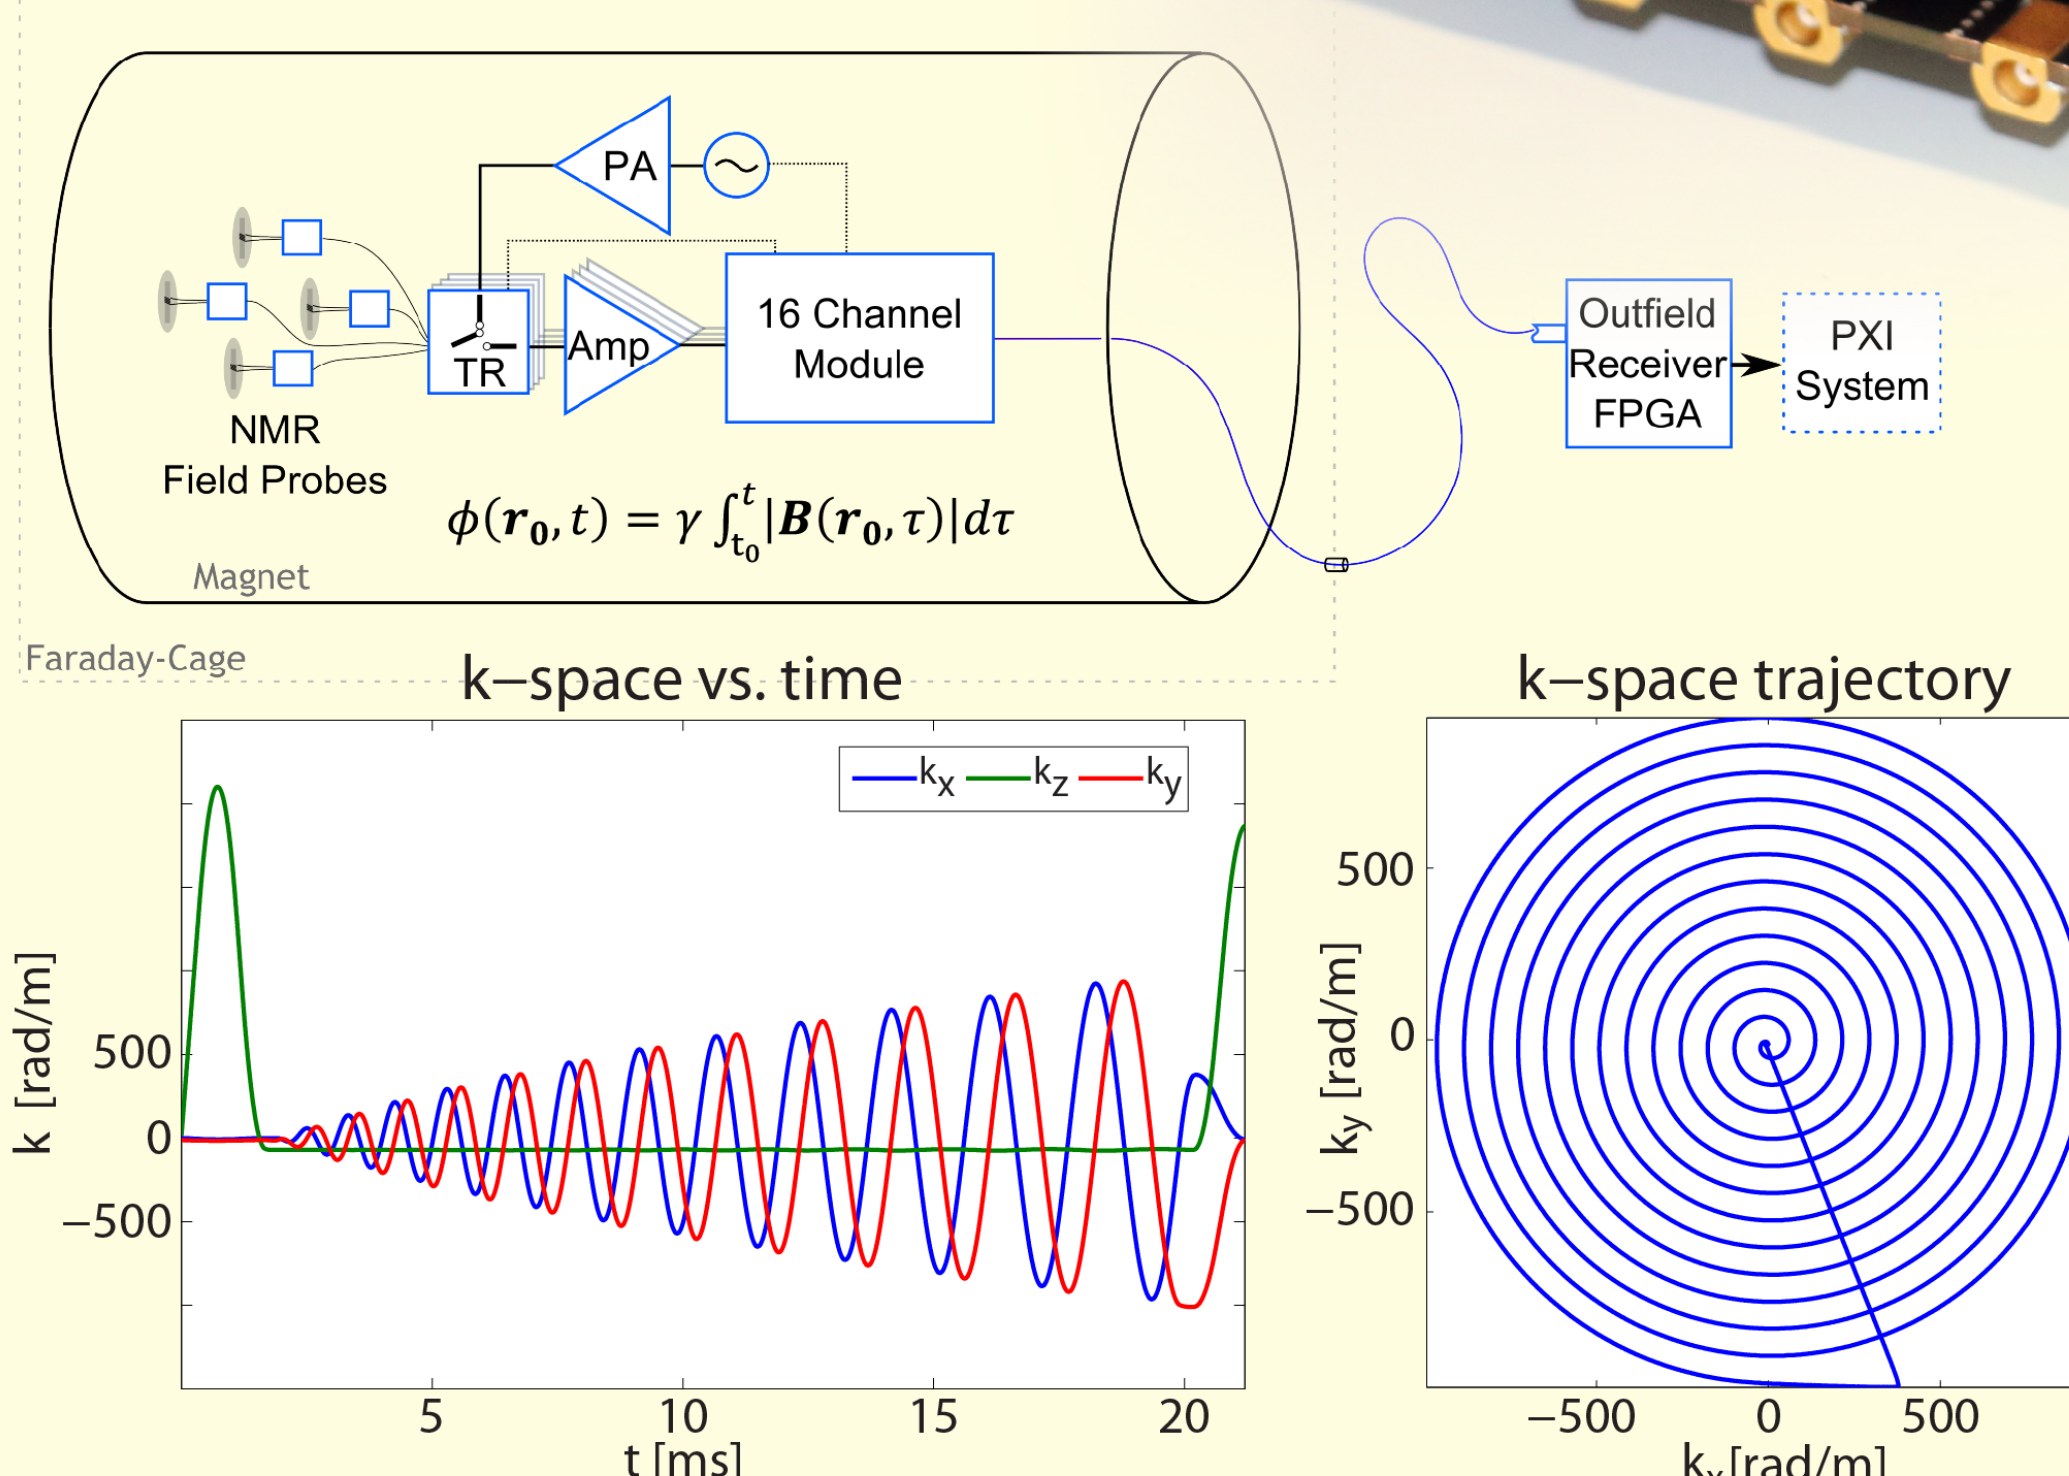 PA
~
16 Channel
Module
TR
Amp
NMR
Field Probes
ϕ(r₀, t) = γ ∫ₜ₀ᵗ |B(r₀, τ)|dτ
Magnet
Faraday-Cage
Outfield
Receiver
FPGA
PXI
System
k–space vs. time
kx kz ky
k [rad/m]
500
0
−500
5 10 15 20
t [ms]
k–space trajectory
ky [rad/m]
500
0
−500
−500 0 500
kx[rad/m]